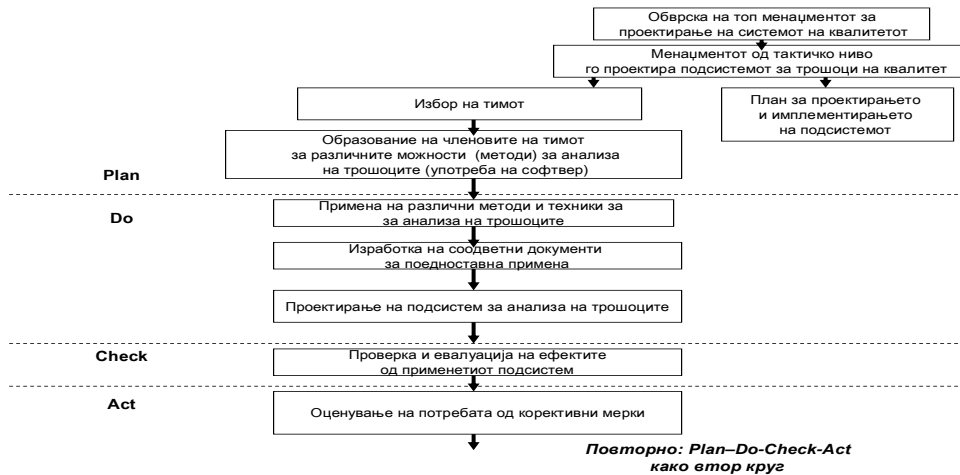 Обврска на топ менаџментот за
проектирање на системот на квалитетот
Менаџментот од тактичко ниво
го проектира подсистемот за трошоци на квалитет
Избор на тимот
План за проектирањето
и имплементирањето
на подсистемот
Образование на членовите на тимот
за различните можности (методи) за анализа
на трошоците (употреба на софтвер)
Plan
Do
Примена на различни методи и техники за
за анализа на трошоците
Изработка на соодветни документи
за поедноставна примена
Проектирање на подсистем за анализа на трошоците
Check
Проверка и евалуација на ефектите
од применетиот подсистем
Act
Оценување на потребата од корективни мерки
Повторно: Plan–Do-Check-Act
како втор круг